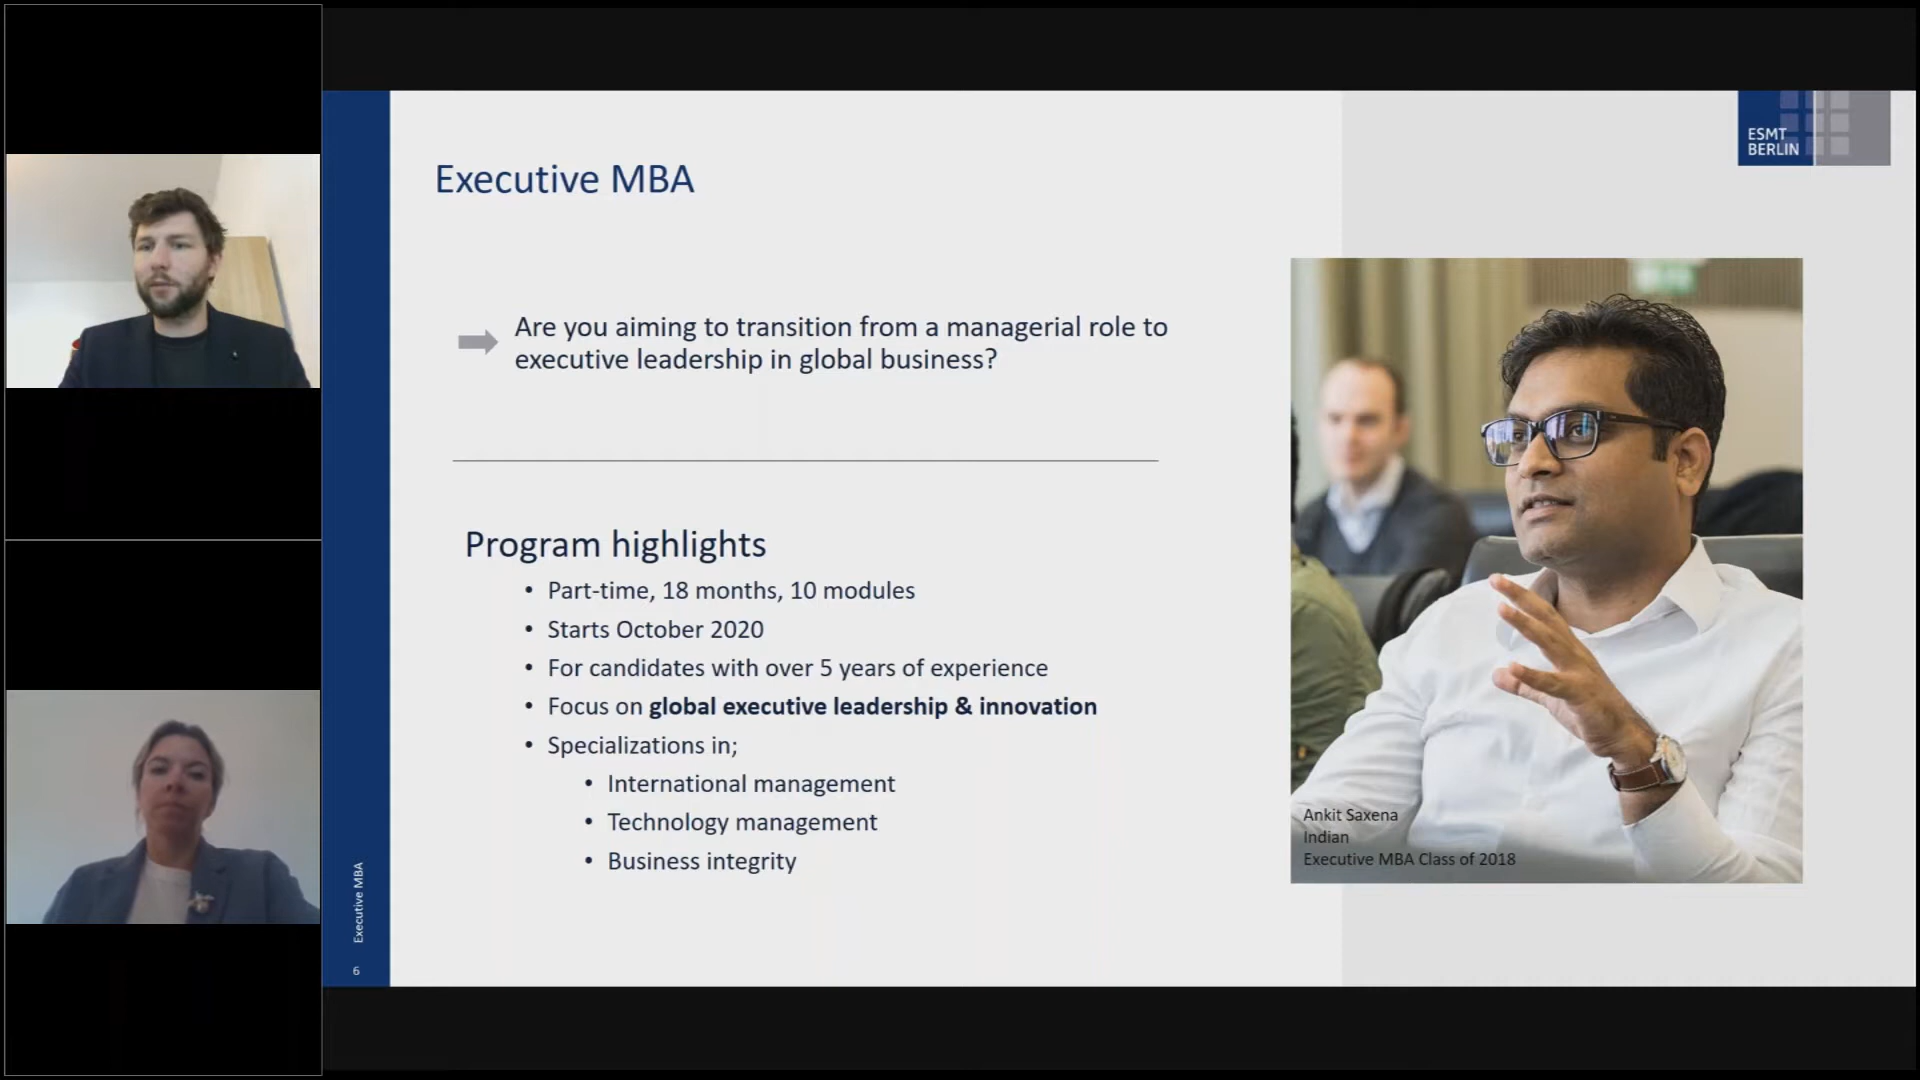 ESMT
BERLIN
Executive MBA
Are you aiming to transition from a managerial role to
executive leadership in global business?
Program highlights
• Part-time, 18 months, 10 modules
• Starts October 2020
• For candidates with over 5 years of experience
• Focus on global executive leadership & innovation
• Specializations in;
• International management
• Technology management
• Business integrity
Ankit Saxena
Indian
Executive MBA Class of 2018
Executive MBA
6